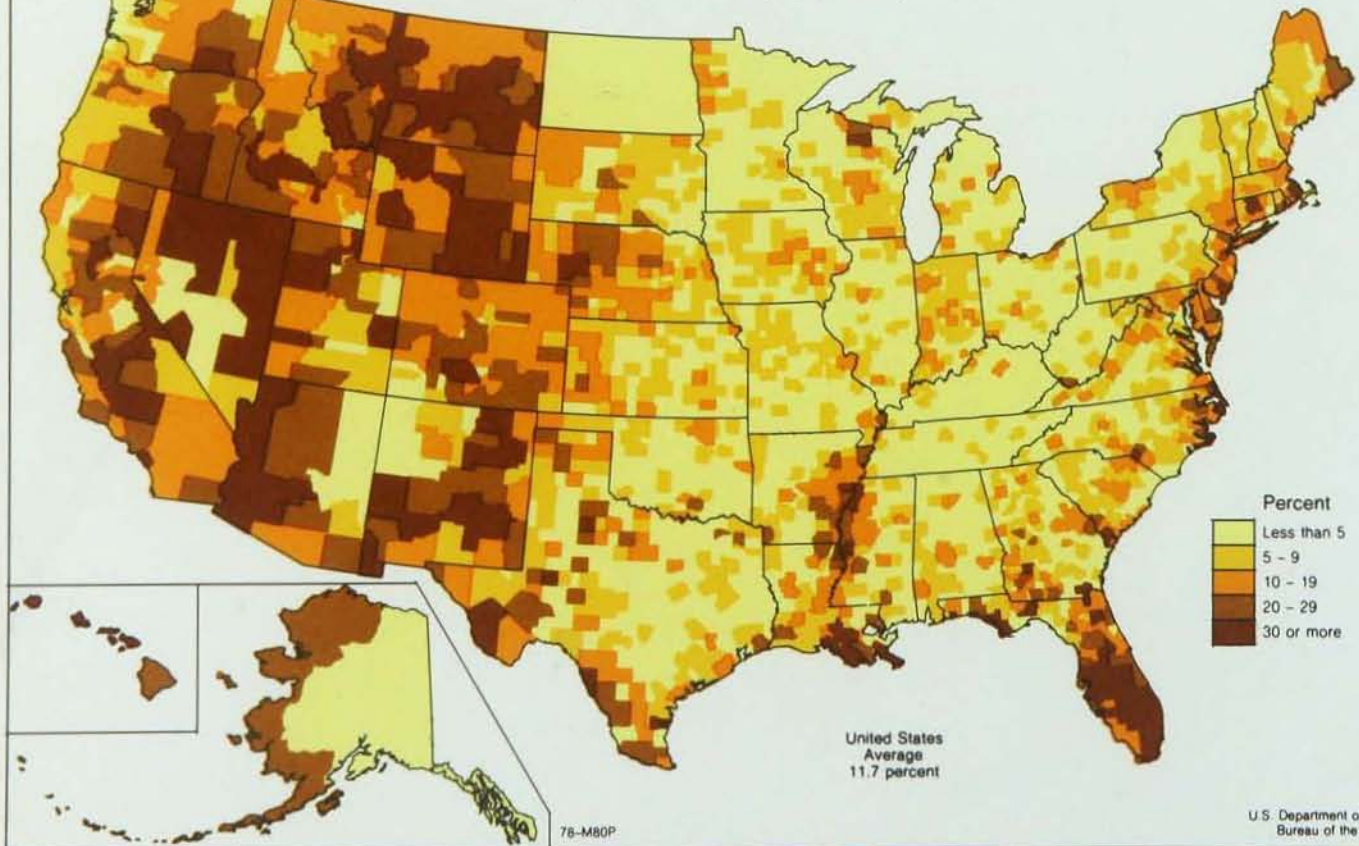 Percent
Less than 5
5 - 9
10 - 19
20 - 29
30 or more
United States
Average
11.7 percent
78-M80P
U.S. Department o
Bureau of the